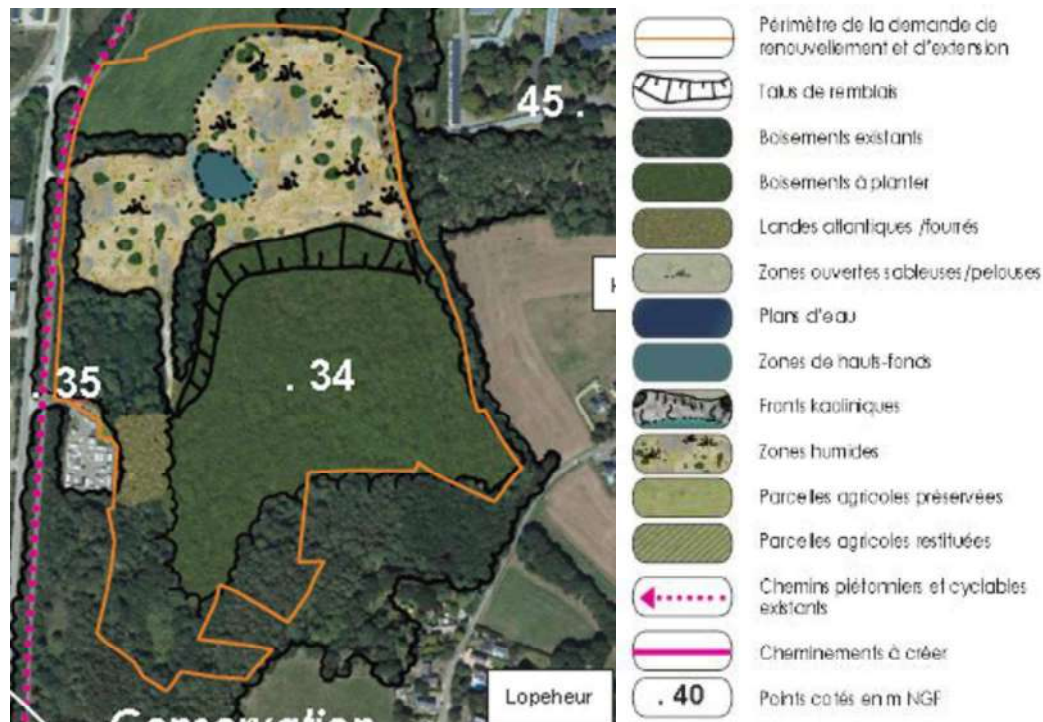 45 .
. 34
. 35
Conservation
Lopeheur
Périmètre de la demande de
renouvellement et d'extension
Talus de remblais
Boisements existants
Boisements à planter
Landes atlantiques /fourrés
Zones ouvertes sableuses/pelouses
Plans d'eau
Zones de hauts-fonds
Fronts kaoliniques
Zones humides
Parcelles agricoles préservées
Parcelles agricoles restituées
Chemins piétonniers et cyclables
existants
Cheminements à créer
. 40
Points cotés en m NGF